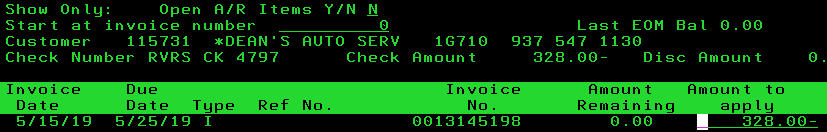 Show Only: Open A/R Items Y/N N
Start at invoice number 0 Last EOM Bal 0.00
Customer 115731 *DEAN'S AUTO SERV 1G710 937 547 1130
Check Number RVRS CK 4797 Check Amount 328.00- Disc Amount 0.
Invoice Due Invoice Amount Amount to
Date Date Type Ref No. No. Remaining apply
5/15/19 5/25/19 I 0013145198 0.00 328.00-